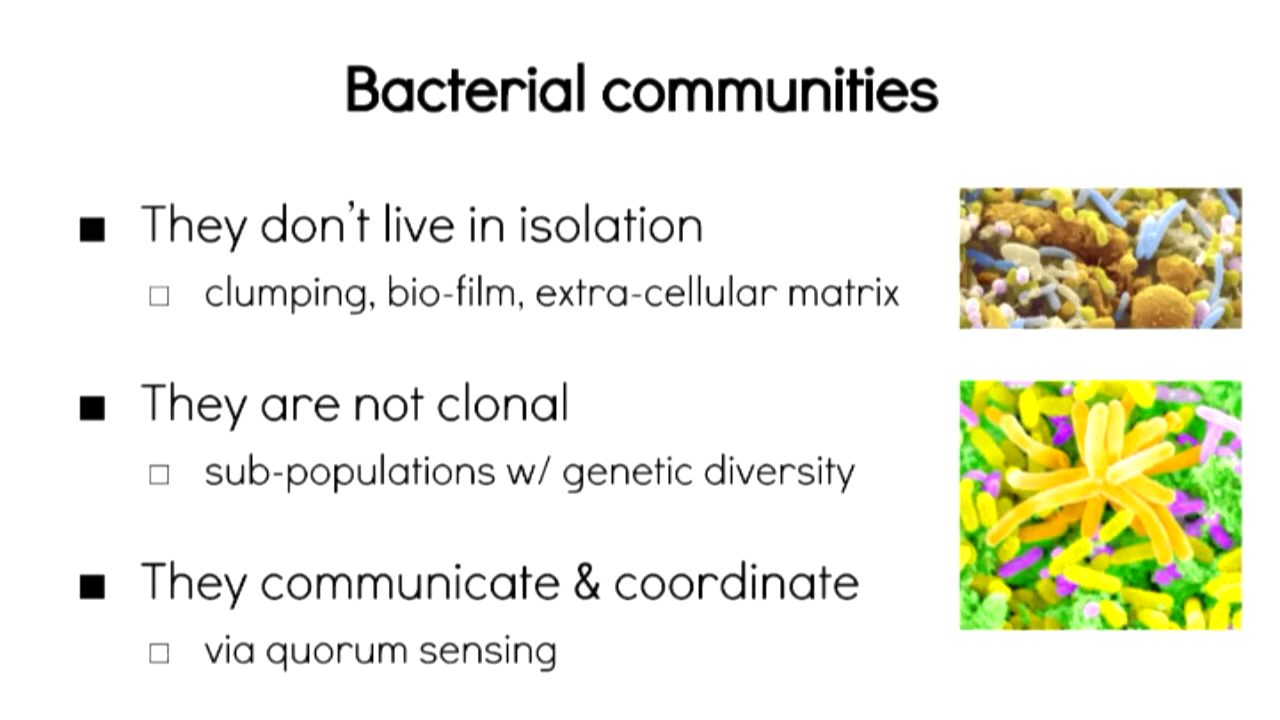 Bacterial communities
They don't live in isolation
clumping, bio-film, extra-cellular matrix
They are not clonal
sub-populations w/ genetic diversity
They communicate & coordinate
via quorum sensing